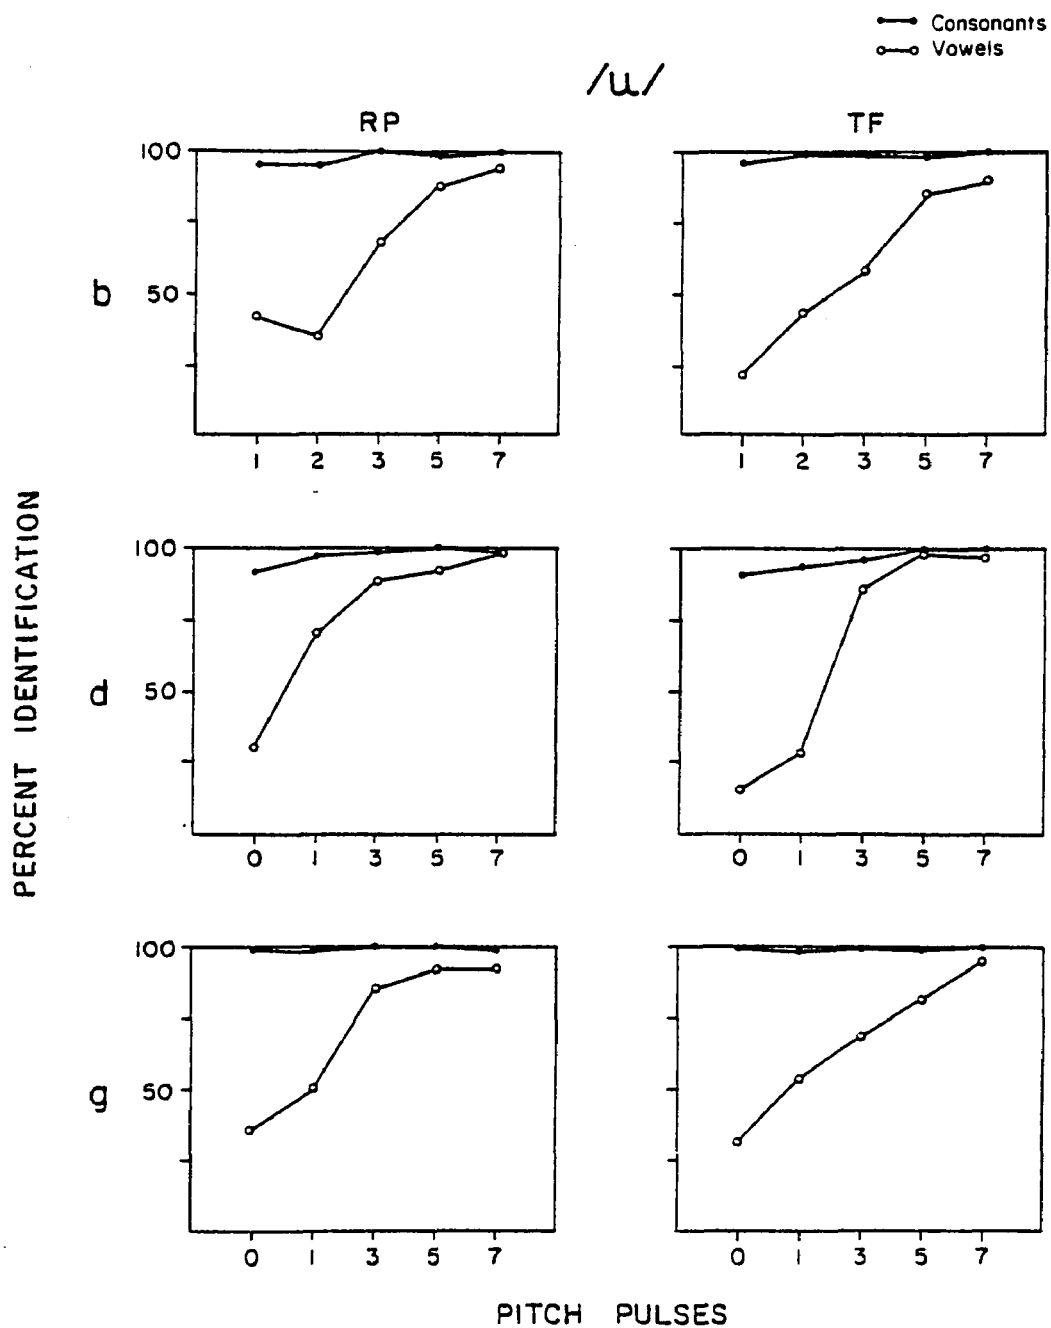 Consonants
Vowels
/u/
RP
TF
100
b
50
1 2 3 5 7
1 2 3 5 7
PERCENT IDENTIFICATION
100
d
50
0 1 3 5 7
0 1 3 5 7
100
g
50
0 1 3 5 7
0 1 3 5 7
PITCH PULSES